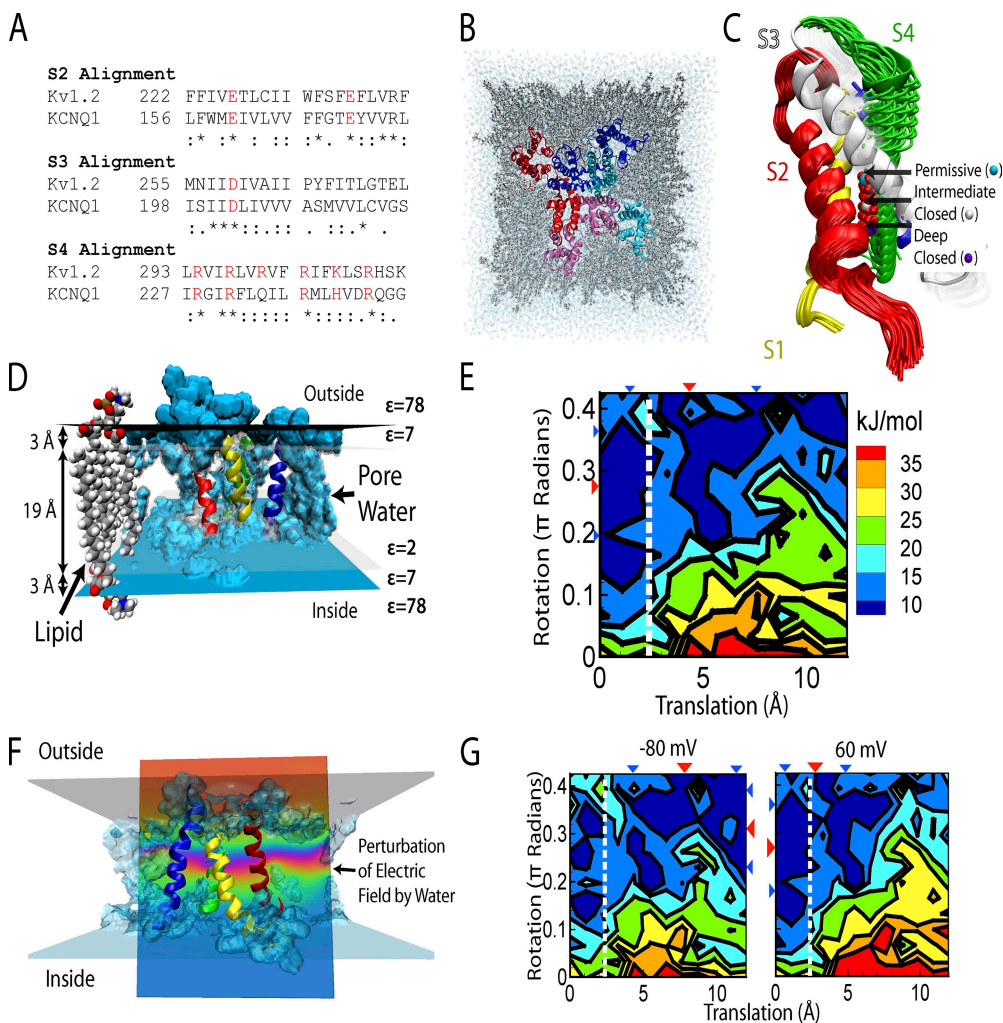 A
S2 Alignment
Kv1.2 222 FFIVETLCII WFSFEFLVRF
KCNQ1 156 LFWMEIVLVV FFGTEYVVRL
:* *:: :: :* *::**:
S3 Alignment
Kv1.2 255 MNIIDIVAII PYFITLGTEL
KCNQ1 198 ISIIDLIVVV ASMVVLCVGS
:.***::.:: . :. * .
S4 Alignment
Kv1.2 293 LRVIRLVRVF RIFKLSRHSK
KCNQ1 227 IRGIRFLQIL RMLHVDRQGG
:* **::::: *:::.*:.
B
C
S3
S4
S2
S1
Permissive ( )
Intermediate
Closed ( )
Deep
Closed ( )
D
Outside
ε=78
ε=7
3 Å
19 Å
3 Å
Pore
Water
ε=2
ε=7
ε=78
Inside
Lipid
E
kJ/mol
35
30
25
20
15
10
Rotation (π Radians)
0.4
0.3
0.2
0.1
0
0 5 10
Translation (Å)
F
Outside
Inside
Perturbation
of Electric
Field by Water
G
-80 mV 60 mV
Rotation (π Radians)
0.4
0.3
0.2
0.1
0
0 5 10
0 5 10
Translation (Å)